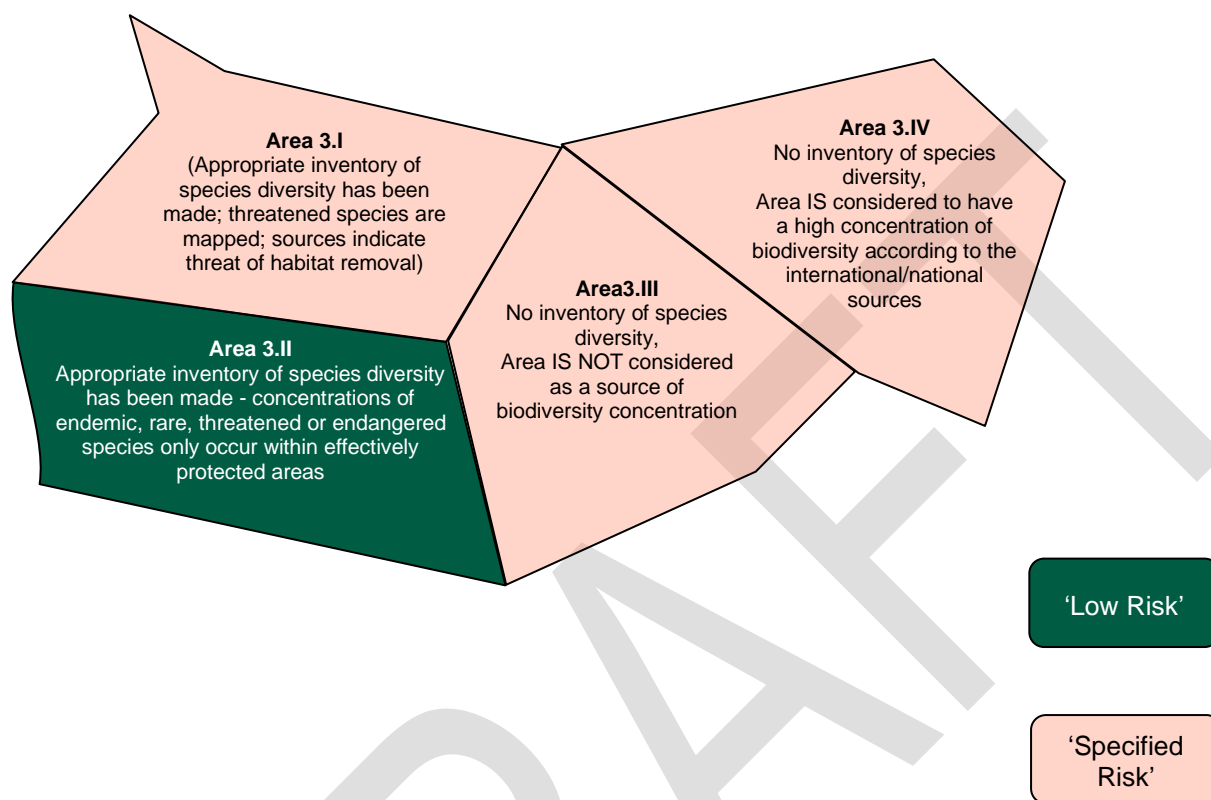 Area 3.I
(Appropriate inventory of
species diversity has been
made; threatened species are
mapped; sources indicate
threat of habitat removal)
Area 3.II
Appropriate inventory of species diversity
has been made - concentrations of
endemic, rare, threatened or endangered
species only occur within effectively
protected areas
Area3.III
No inventory of species
diversity,
Area IS NOT considered
as a source of
biodiversity concentration
Area 3.IV
No inventory of species
diversity,
Area IS considered to have
a high concentration of
biodiversity according to the
international/national
sources
‘Low Risk’
‘Specified
Risk’
DRAFT